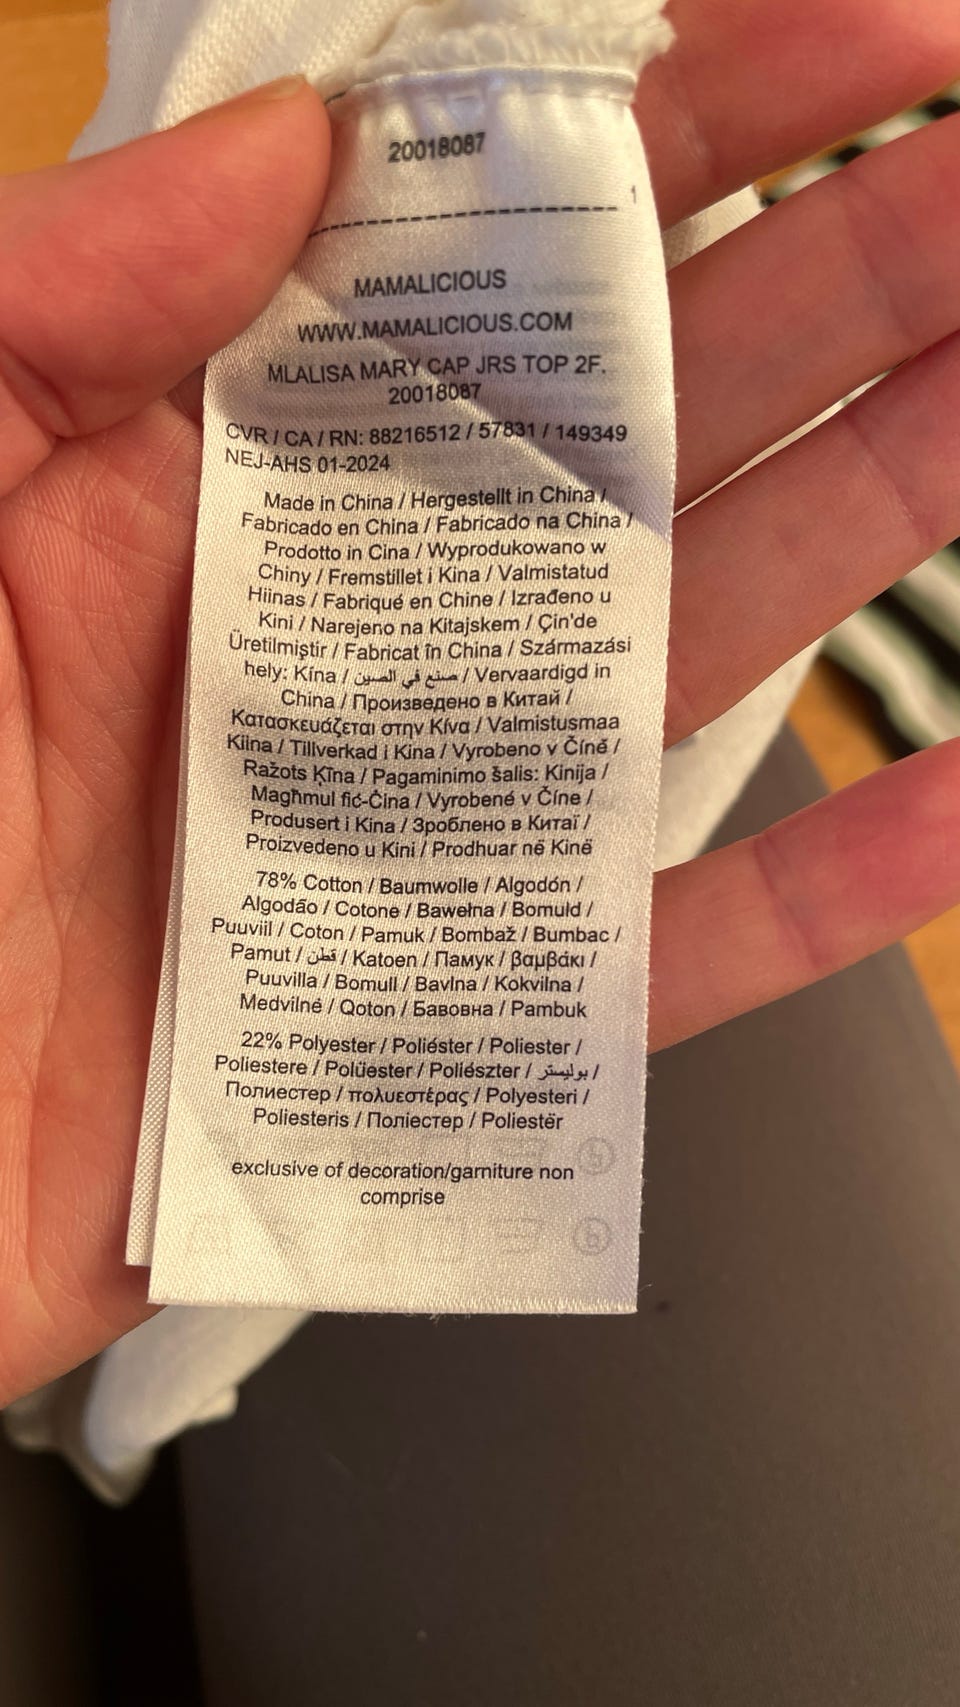 20018087
1
MAMALICIOUS
WWW.MAMALICIOUS.COM
MLALISA MARY CAP JRS TOP 2F.
20018087
CVR / CA / RN: 88216512 / 57831 / 149349
NEJ-AHS 01-2024
Made in China / Hergestellt in China /
Fabricado en China / Fabricado na China /
Prodotto in Cina / Wyprodukowano w
Chiny / Fremstillet i Kina / Valmistatud
Hiinas / Fabriqué en Chine / Izrađeno u
Kini / Narejeno na Kitajskem / Çin'de
Üretilmiştir / Fabricat în China / Származási
hely: Kína / صنع في الصين / Vervaardigd in
China / Произведено в Китай /
Κατασκευάζεται στην Κίνα / Valmistusmaa
Kiina / Tillverkad i Kina / Vyrobeno v Číně /
Ražots Ķīna / Pagaminimo šalis: Kinija /
Magħmul fiċ-Ċina / Vyrobené v Číne /
Produsert i Kina / Зроблено в Китаї /
Proizvedeno u Kini / Prodhuar në Kinë
78% Cotton / Baumwolle / Algodón /
Algodão / Cotone / Bawełna / Bomuld /
Puuviil / Coton / Pamuk / Bombaž / Bumbac /
Pamut / قطن / Katoen / Памук / βαμβάκι /
Puuvilla / Bomull / Bavlna / Kokvilna /
Medvilnė / Qoton / Бавовна / Pambuk
22% Polyester / Poliéster / Poliester /
Poliestere / Polüester / Poliészter / بوليستر /
Полиестер / πολυεστέρας / Polyesteri /
Poliesteris / Поліестер / Poliestër
exclusive of decoration/garniture non
comprise